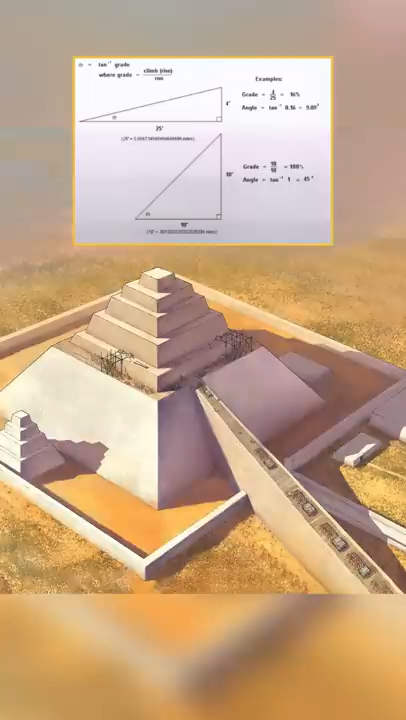 Φ = tan⁻¹ grade
where grade = climb (rise)
run
Examples:
Grade = 4/25 = 16%
Angle = tan⁻¹ 0.16 = 9.09°
4'
Φ
25'
Grade = 10/10 = 100%
Angle = tan⁻¹ 1 = 45°
10'
10'